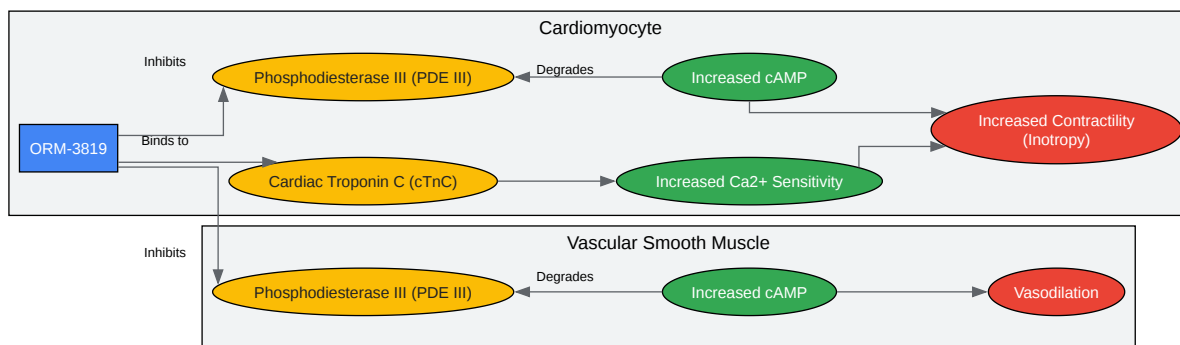 Cardiomyocyte
Inhibits
Phosphodiesterase III (PDE III)
Degrades
Increased cAMP
Increased Contractility
(Inotropy)
ORM-3819
Binds to
Cardiac Troponin C (cTnC)
Increased Ca2+ Sensitivity
Inhibits
Vascular Smooth Muscle
Phosphodiesterase III (PDE III)
Degrades
Increased cAMP
Vasodilation